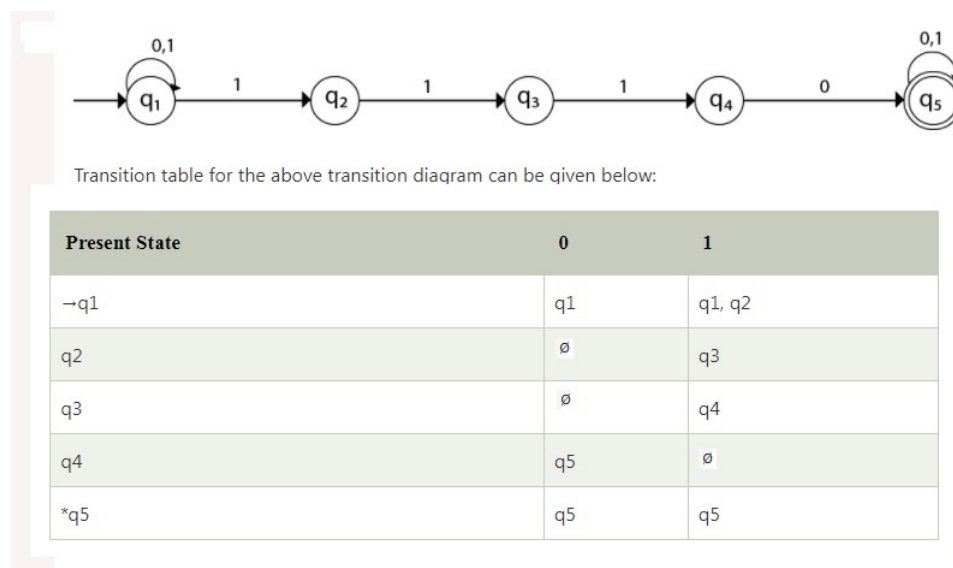 0,1 0,1
q1 1 q2 1 q3 1 q4 0 q5
Transition table for the above transition diagram can be given below:
Present State 0 1
→q1 q1 q1, q2
q2 ø q3
q3 ø q4
q4 q5 ø
*q5 q5 q5